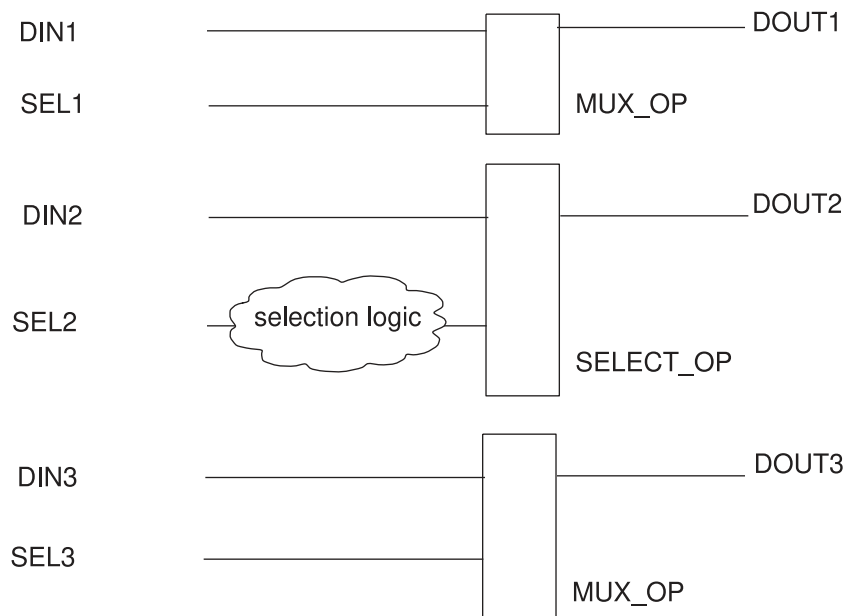 DIN1
DOUT1
SEL1
MUX_OP
DIN2
DOUT2
SEL2
selection logic
SELECT_OP
DIN3
DOUT3
SEL3
MUX_OP